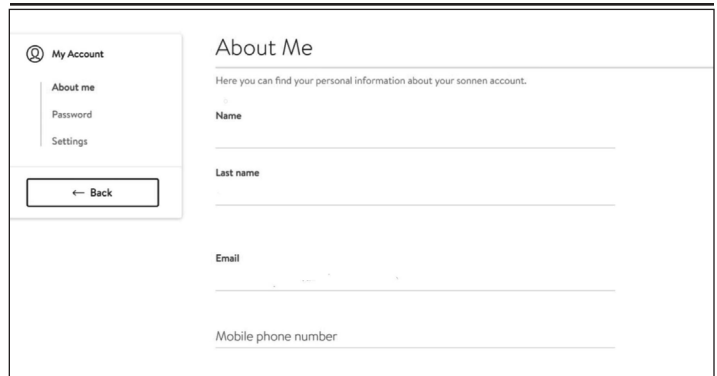 My Account
About me
Password
Settings
← Back
About Me
Here you can find your personal information about your sonnen account.
Name
Last name
Email
Mobile phone number